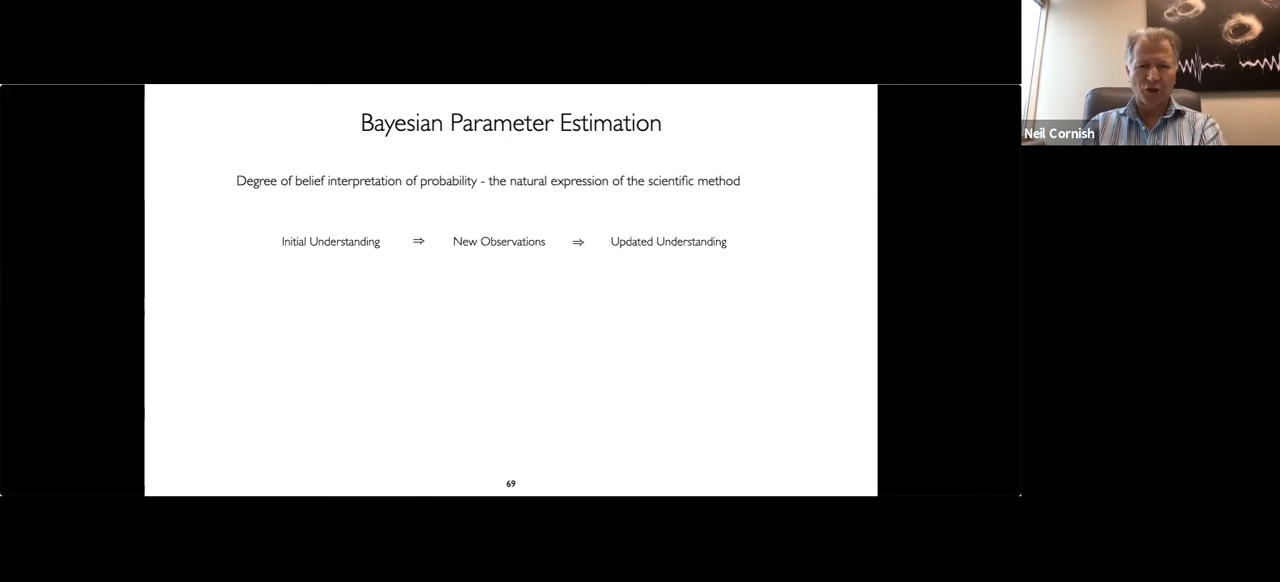 Bayesian Parameter Estimation
Degree of belief interpretation of probability - the natural expression of the scientific method
Initial Understanding ⇒ New Observations ⇒ Updated Understanding
69
Neil Cornish